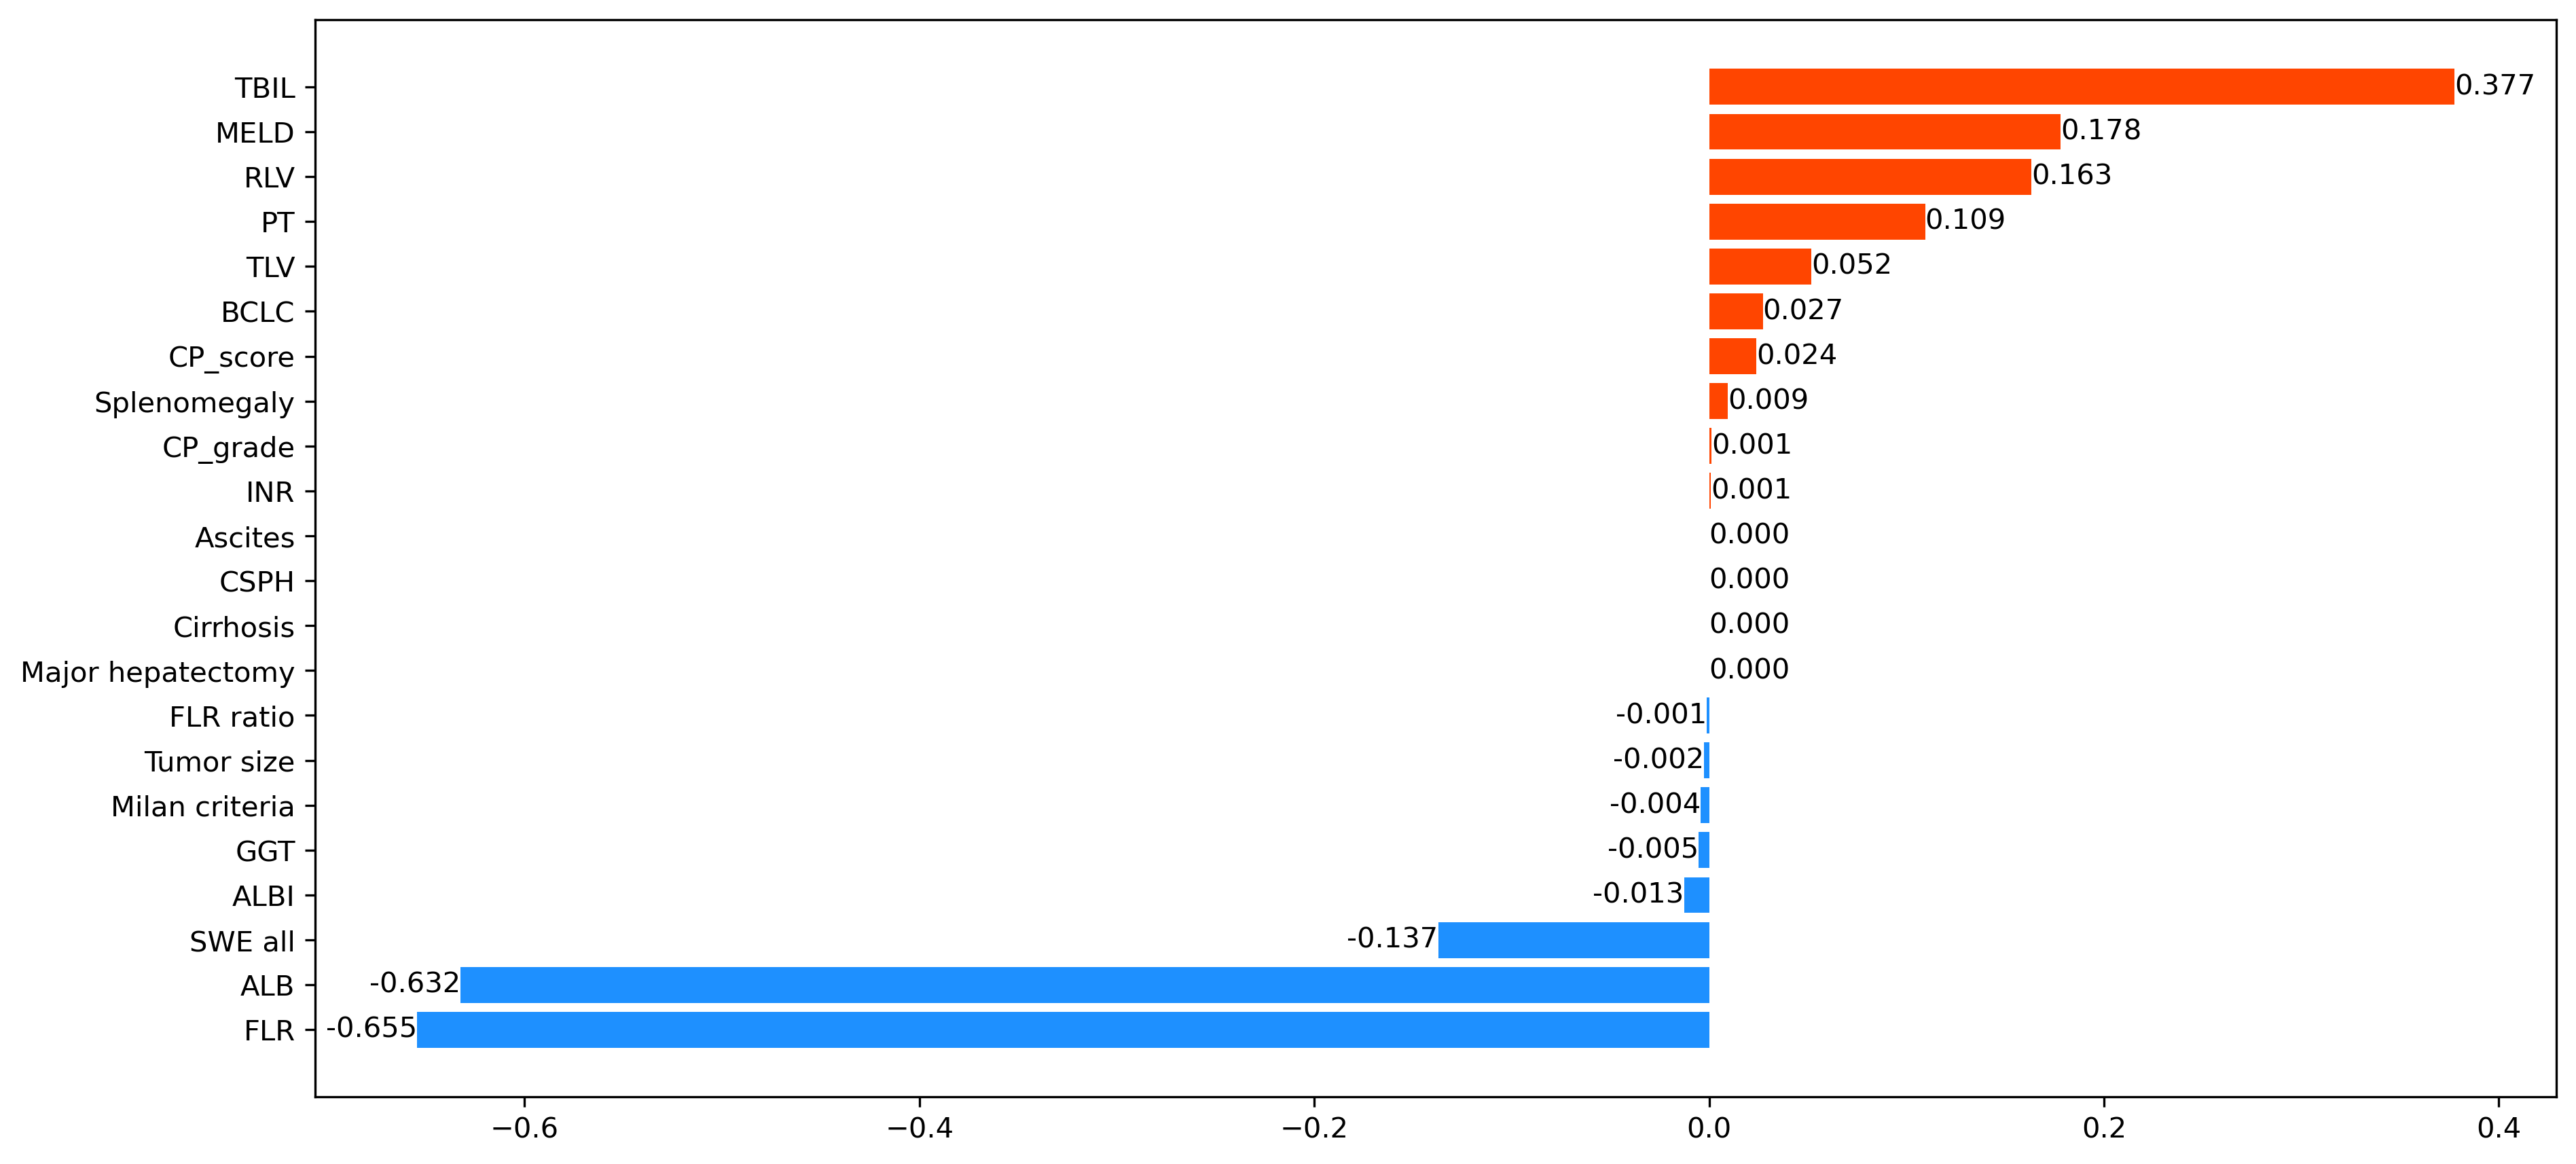 TBIL 0.377
MELD 0.178
RLV 0.163
PT 0.109
TLV 0.052
BCLC 0.027
CP_score 0.024
Splenomegaly 0.009
CP_grade 0.001
INR 0.001
Ascites 0.000
CSPH 0.000
Cirrhosis 0.000
Major hepatectomy 0.000
FLR ratio -0.001
Tumor size -0.002
Milan criteria -0.004
GGT -0.005
ALBI -0.013
SWE all -0.137
ALB -0.632
FLR -0.655
−0.6 −0.4 −0.2 0.0 0.2 0.4